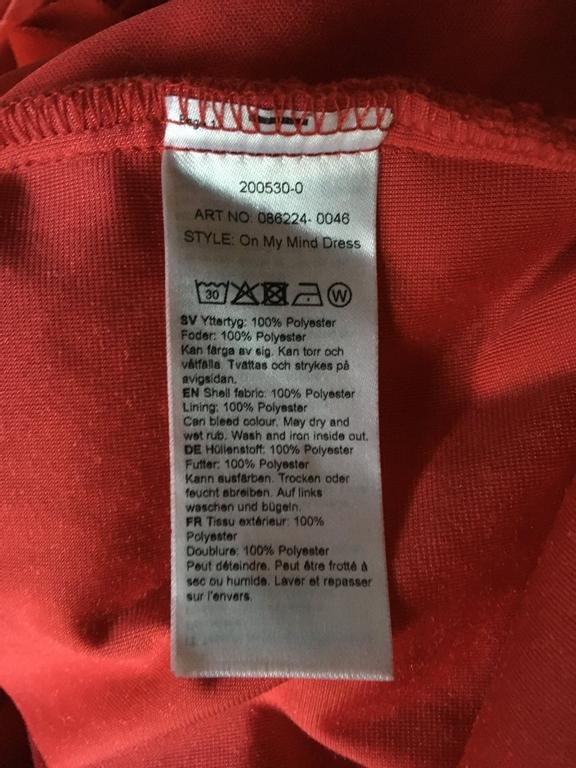 200530-0
ART NO: 086224- 0046
STYLE: On My Mind Dress
30 W
SV Yttertyg: 100% Polyester
Foder: 100% Polyester
Kan färga av sig. Kan torr och
våtfälla. Tvättas och strykes på
avigsidan.
EN Shell fabric: 100% Polyester
Lining: 100% Polyester
Can bleed colour. May dry and
wet rub. Wash and iron inside out.
DE Hüllenstoff: 100% Polyester
Futter: 100% Polyester
Kann ausfärben. Trocken oder
feucht abreiben. Auf links
waschen und bügeln.
FR Tissu extérieur: 100%
Polyester
Doublure: 100% Polyester
Peut déteindre. Peut être frotté à
sec ou humide. Laver et repasser
sur l'envers.